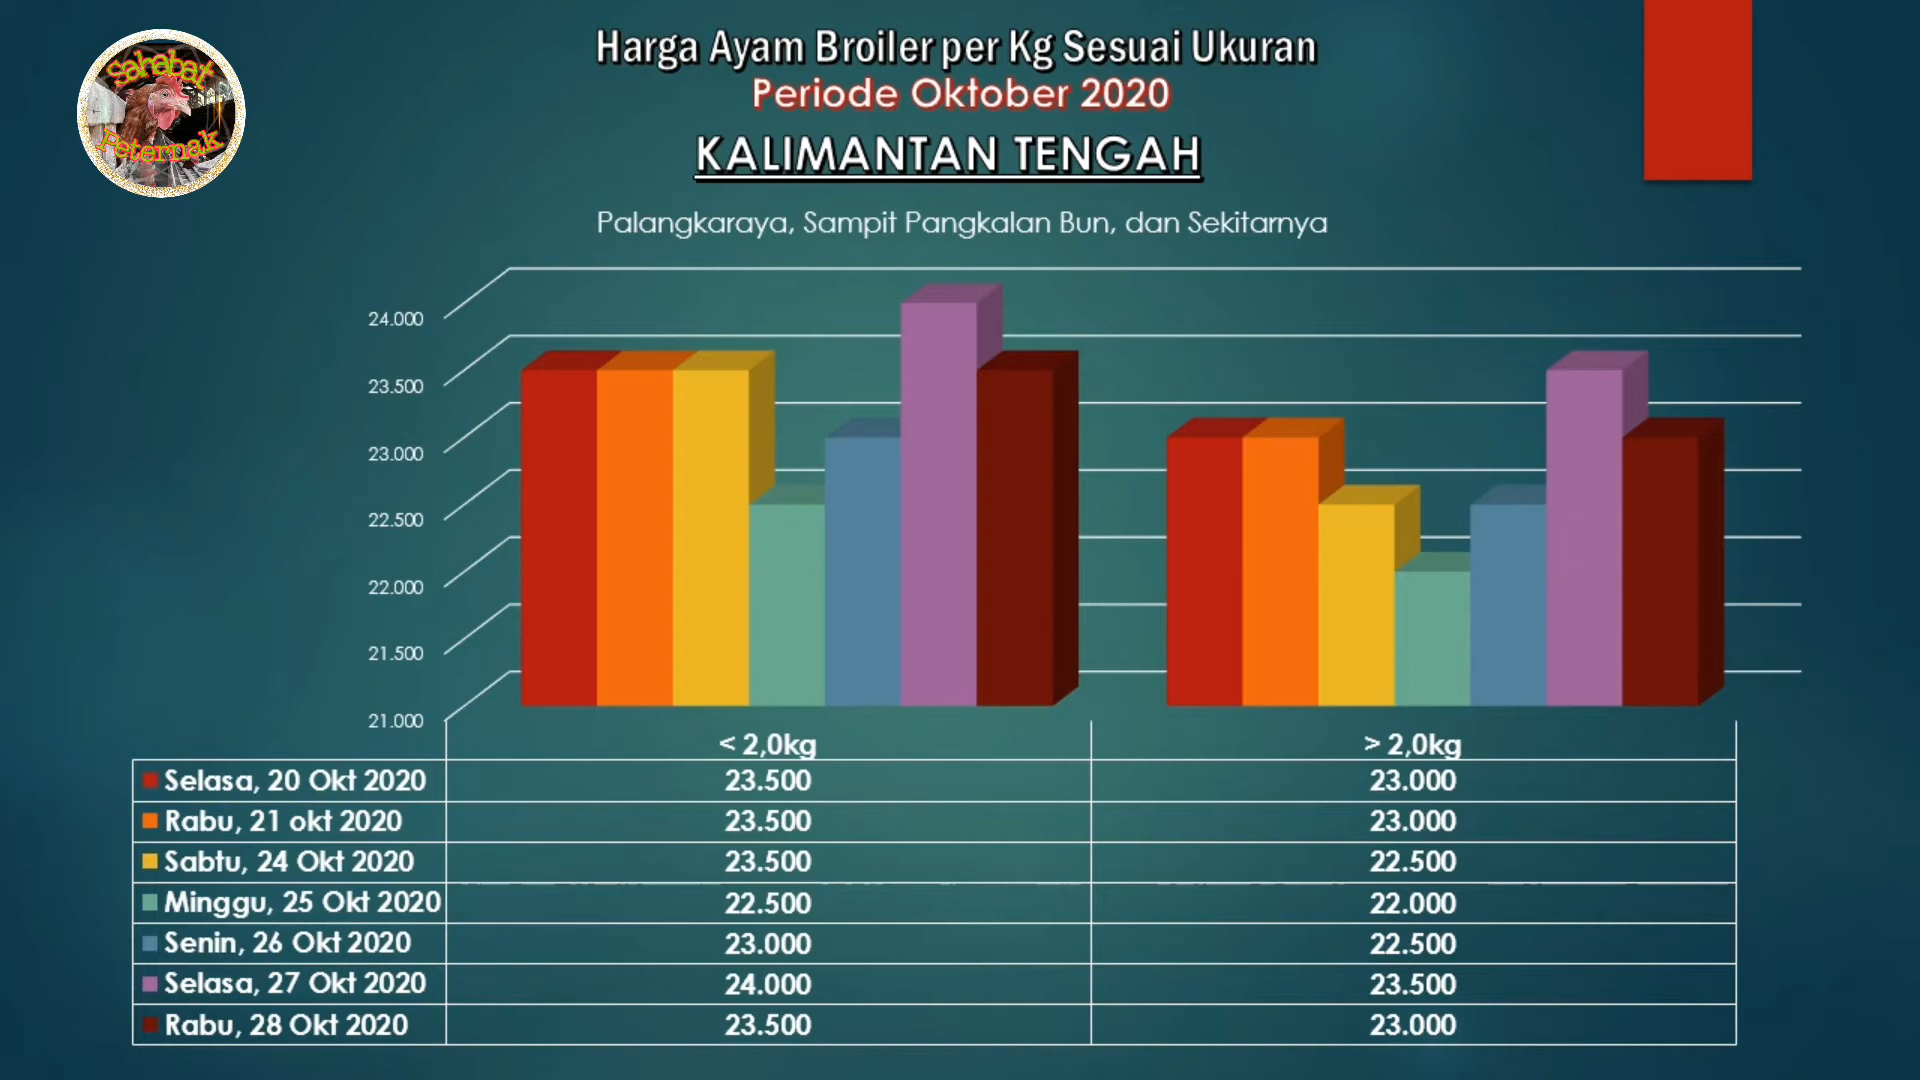 Sahabat
Peternak
Harga Ayam Broiler per Kg Sesuai Ukuran
Periode Oktober 2020
KALIMANTAN TENGAH
Palangkaraya, Sampit Pangkalan Bun, dan Sekitarnya
24.000
23.500
23.000
22.500
22.000
21.500
21.000
< 2,0kg > 2,0kg
Selasa, 20 Okt 2020 23.500 23.000
Rabu, 21 okt 2020 23.500 23.000
Sabtu, 24 Okt 2020 23.500 22.500
Minggu, 25 Okt 2020 22.500 22.000
Senin, 26 Okt 2020 23.000 22.500
Selasa, 27 Okt 2020 24.000 23.500
Rabu, 28 Okt 2020 23.500 23.000